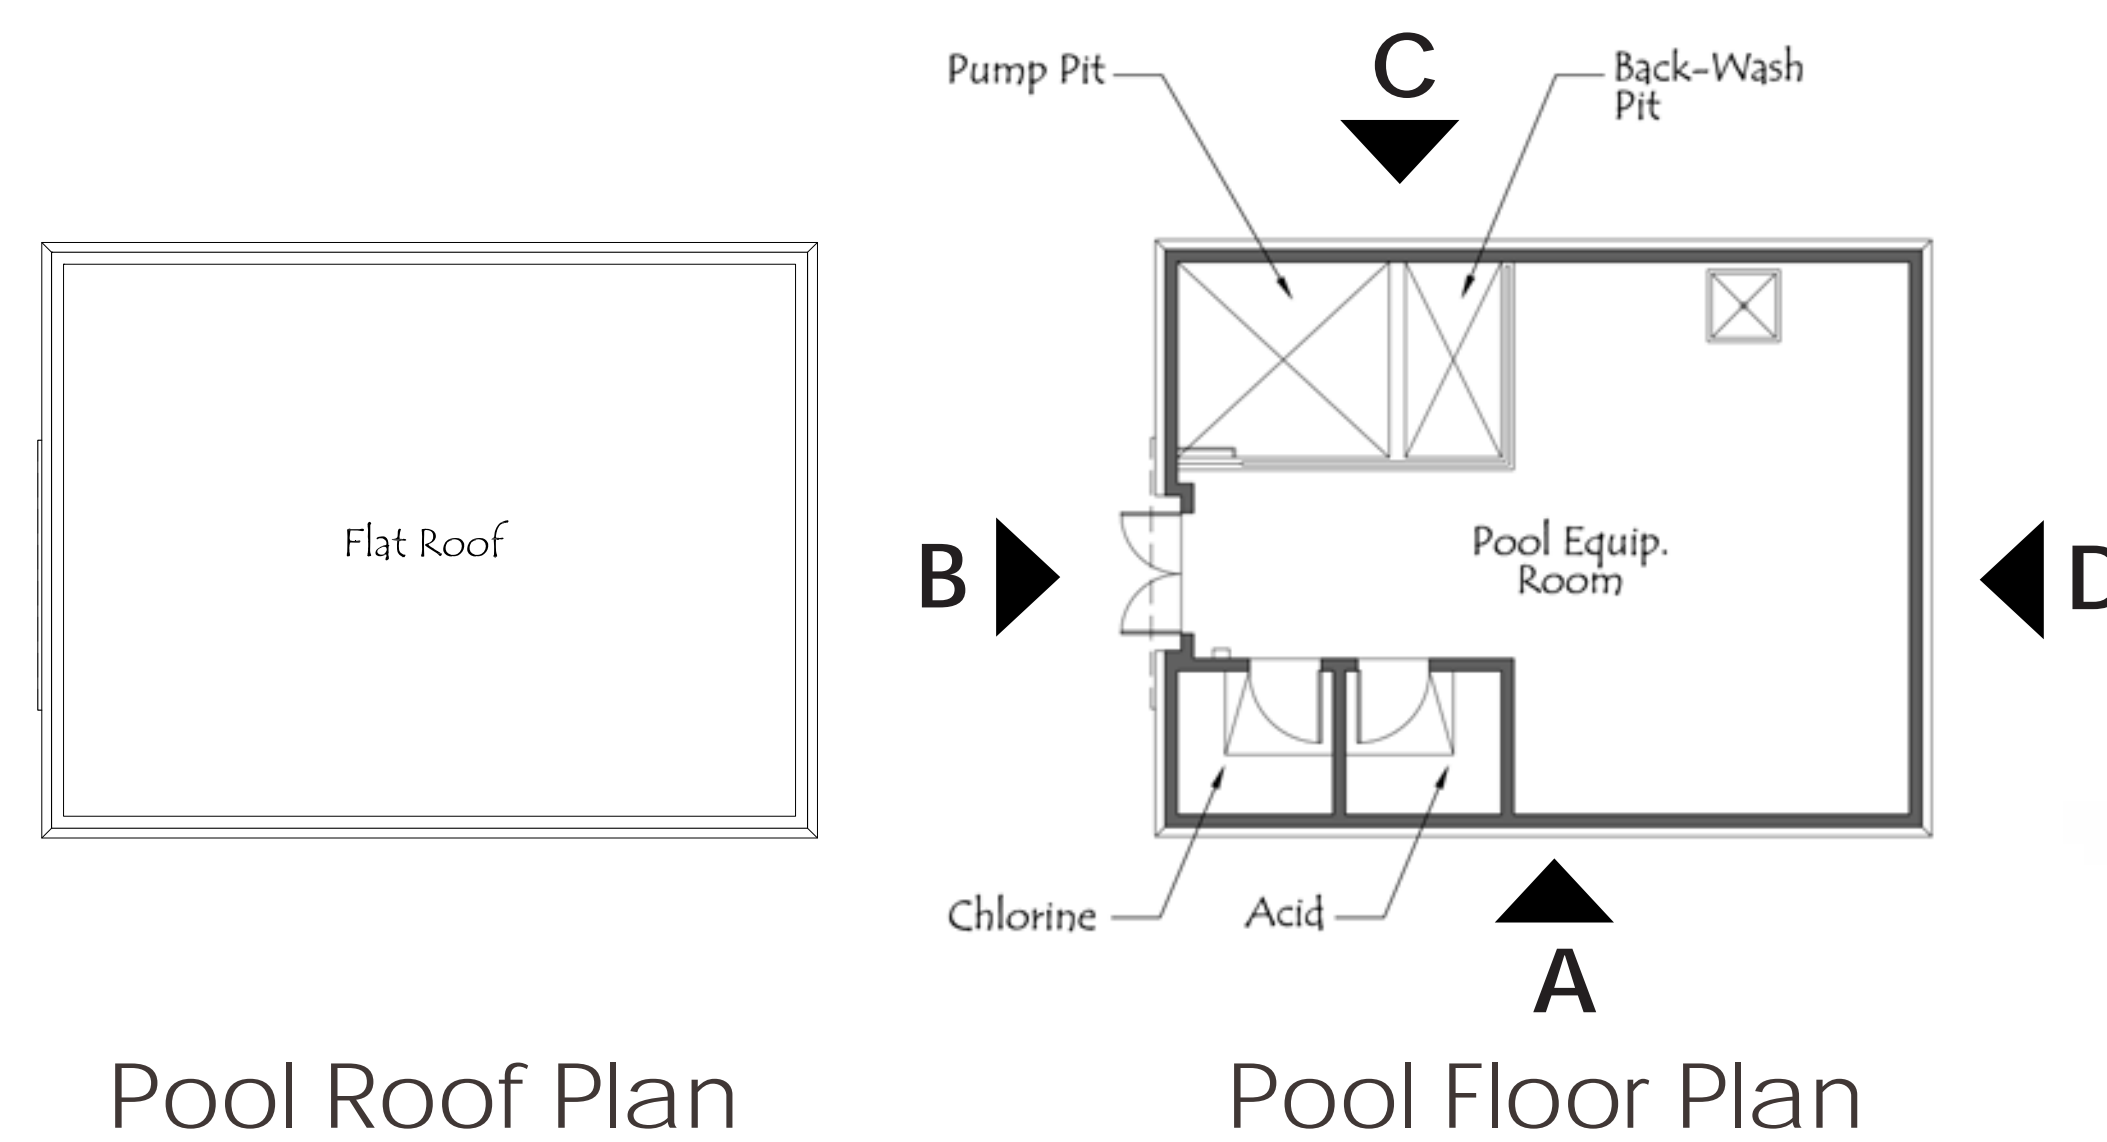 Pump Pit
C
Back-Wash
Pit
Flat Roof
B
Pool Equip.
Room
D
Chlorine
Acid
A
Pool Roof Plan
Pool Floor Plan